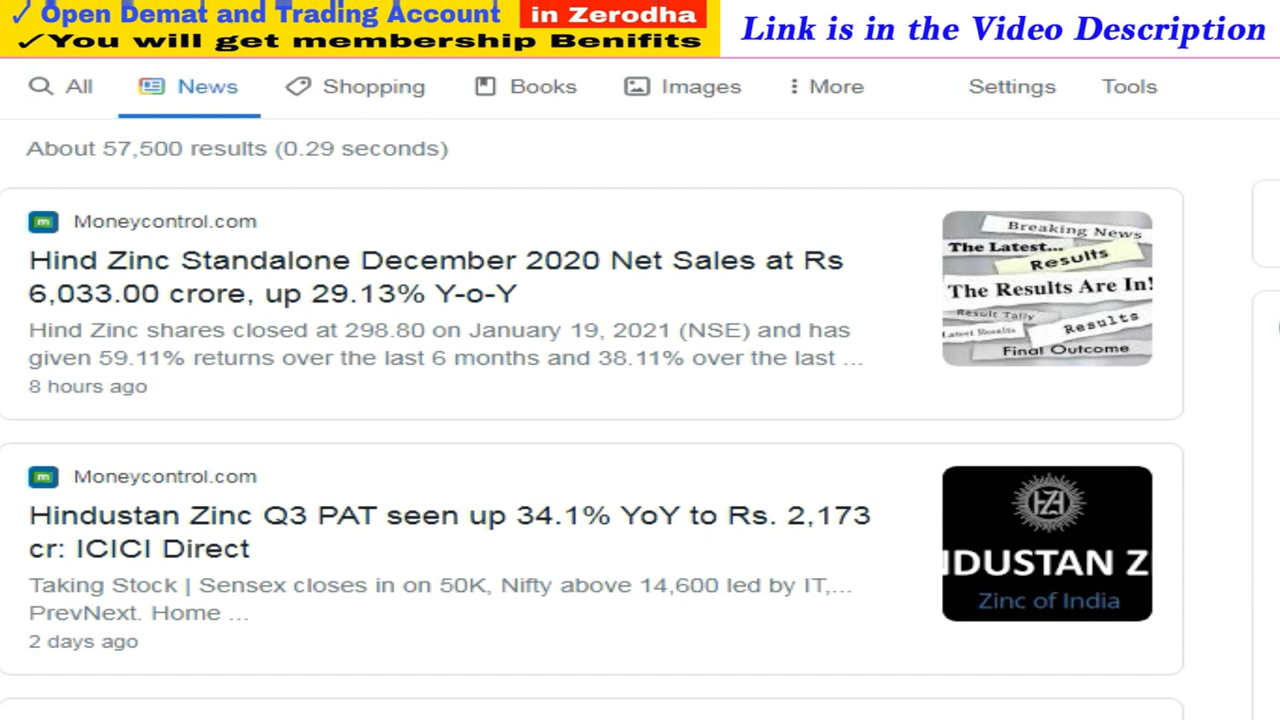 ✓ Open Demat and Trading Account in Zerodha
✓You will get membership Benifits
Link is in the Video Description
All News Shopping Books Images More Settings Tools
About 57,500 results (0.29 seconds)
m Moneycontrol.com
Hind Zinc Standalone December 2020 Net Sales at Rs
6,033.00 crore, up 29.13% Y-o-Y
Hind Zinc shares closed at 298.80 on January 19, 2021 (NSE) and has
given 59.11% returns over the last 6 months and 38.11% over the last ...
8 hours ago
Breaking News
The Latest...
Results
The Results Are In!
Result Tally
Latest Results
Results
Final Outcome
m Moneycontrol.com
Hindustan Zinc Q3 PAT seen up 34.1% YoY to Rs. 2,173
cr: ICICI Direct
Taking Stock | Sensex closes in on 50K, Nifty above 14,600 led by IT,...
PrevNext. Home ...
2 days ago
HZL
NDUSTAN Z
Zinc of India